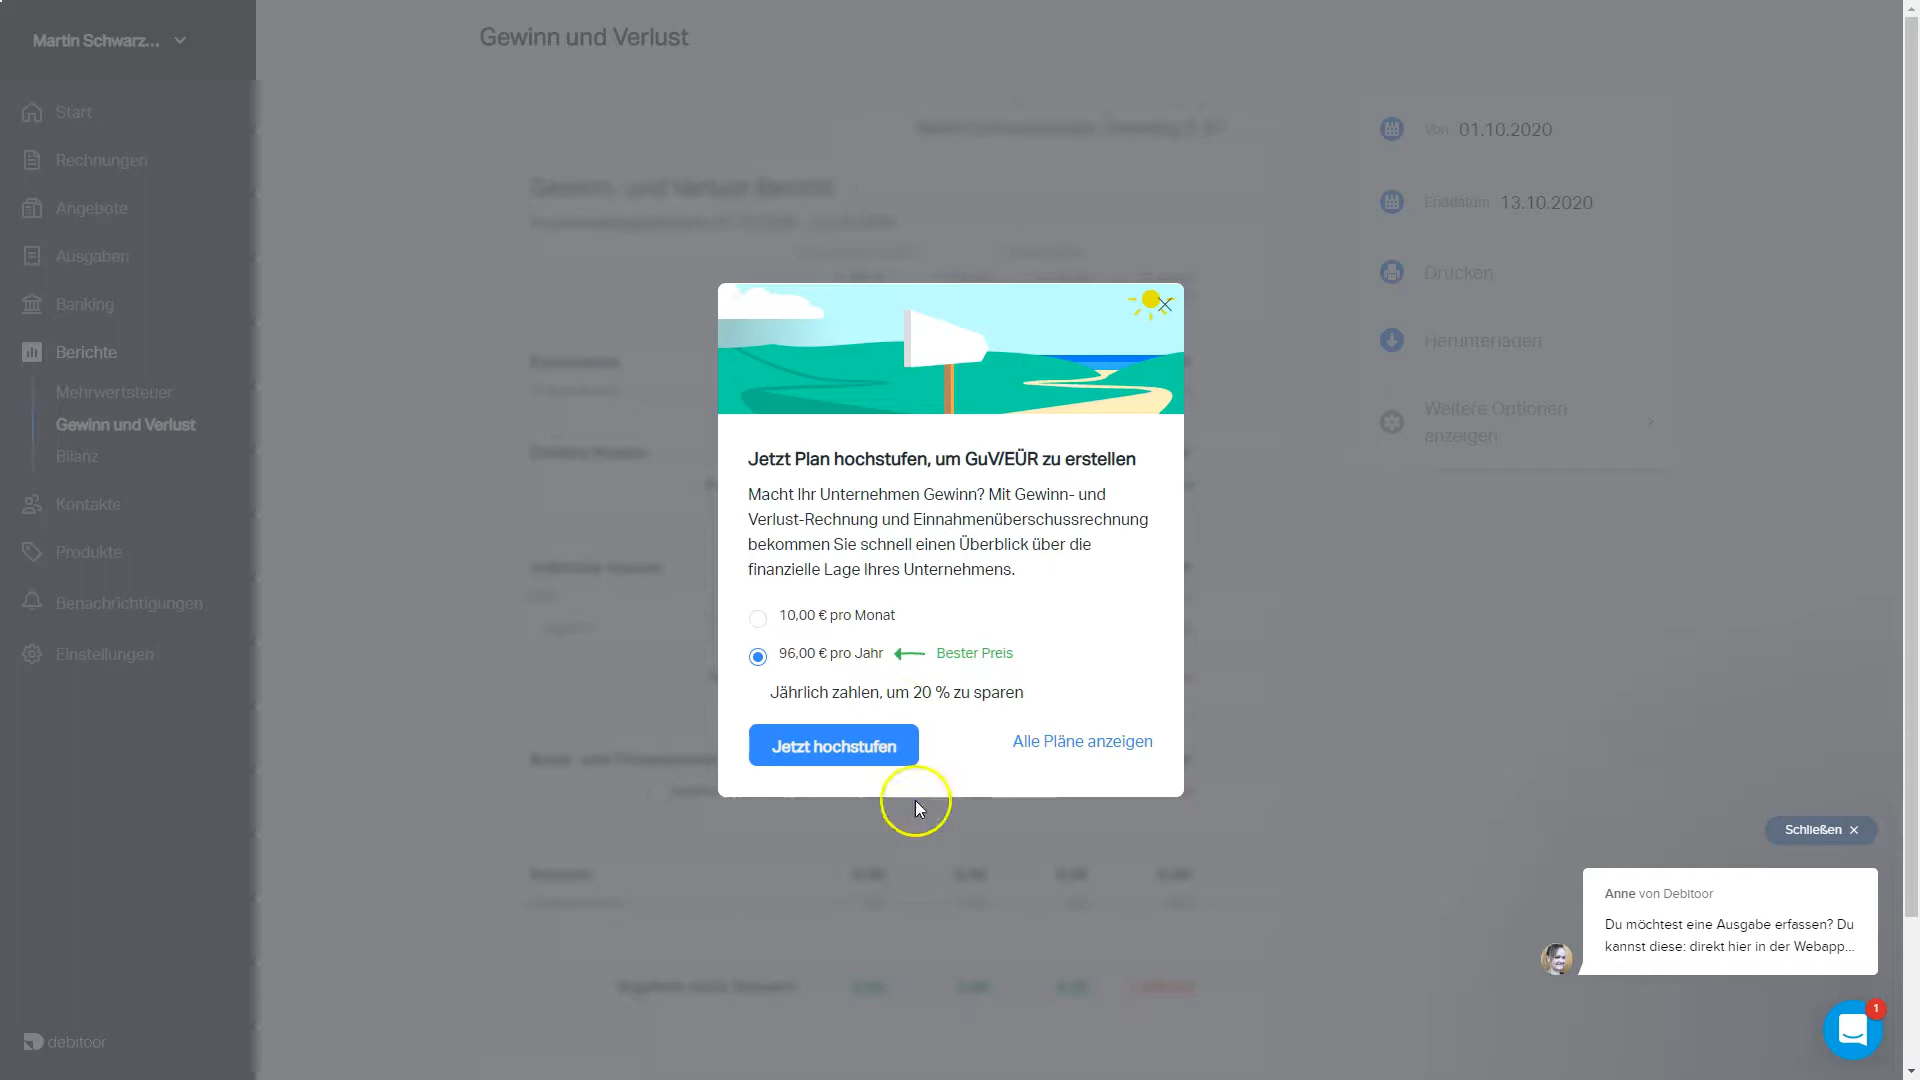 Martin Schwarz...
Gewinn und Verlust
Start
Rechnungen
Angebote
Ausgaben
Banking
Berichte
Mehrwertsteuer
Gewinn und Verlust
Bilanz
Kontakte
Produkte
Benachrichtigungen
Einstellungen
debitoor
Gewinn- und Verlust-Bericht
Von 01.10.2020
Enddatum 13.10.2020
Drucken
Herunterladen
Weitere Optionen
anzeigen
Jetzt Plan hochstufen, um GuV/EÜR zu erstellen
Macht Ihr Unternehmen Gewinn? Mit Gewinn- und
Verlust-Rechnung und Einnahmenüberschussrechnung
bekommen Sie schnell einen Überblick über die
finanzielle Lage Ihres Unternehmens.
10,00 € pro Monat
96,00 € pro Jahr Bester Preis
Jährlich zahlen, um 20 % zu sparen
Jetzt hochstufen
Alle Pläne anzeigen
Schließen
Anne von Debitoor
Du möchtest eine Ausgabe erfassen? Du
kannst diese: direkt hier in der Webapp...
1